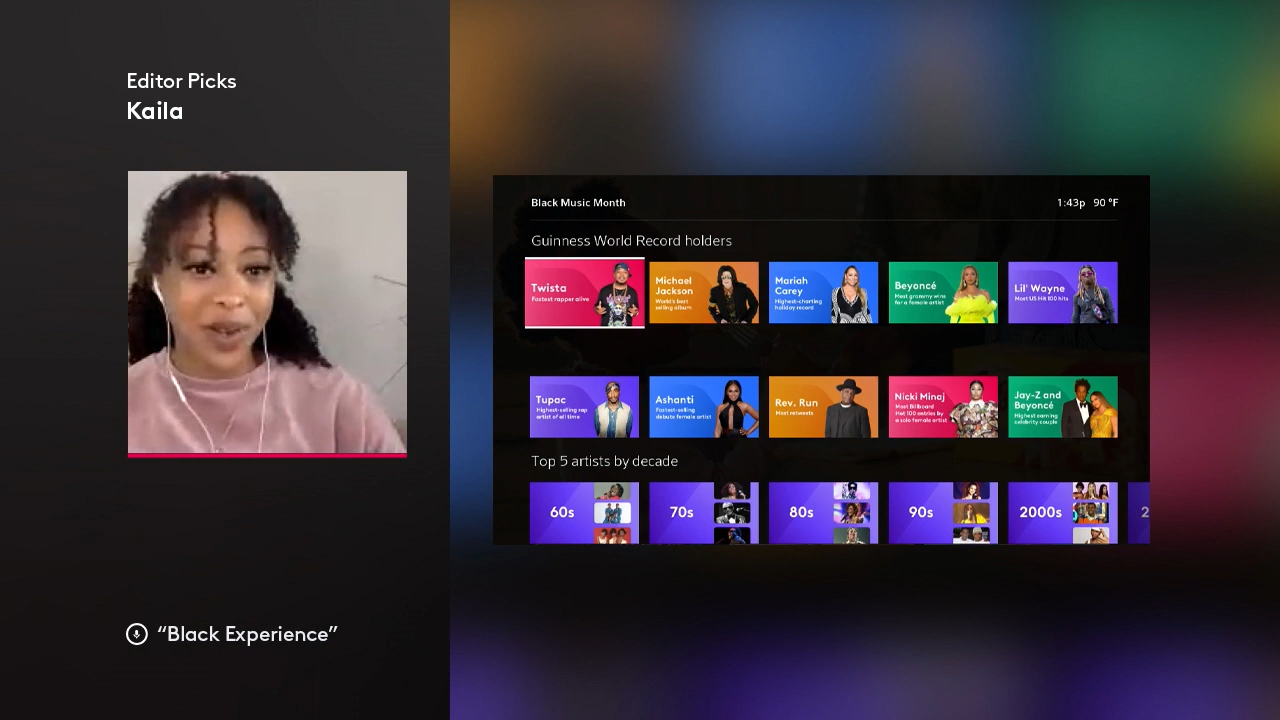 Editor Picks
Kaila
Black Music Month
1:43p 90 °F
Guinness World Record holders
Twista
Fastest rapper alive
Michael
Jackson
World's best
selling album
Mariah
Carey
Highest-charting
holiday record
Beyoncé
Most grammy wins
for a female artist
Lil' Wayne
Most US Hit 100 hits
Tupac
Highest-selling rap
artist of all time
Ashanti
Fastest-selling
debute female artist
Rev. Run
Most retweets
Nicki Minaj
Most Billboard
Hot 100 entries by
a solo female artist
Jay-Z and
Beyoncé
Highest earning
celebrity couple
Top 5 artists by decade
60s
70s
80s
90s
2000s
2
“Black Experience”